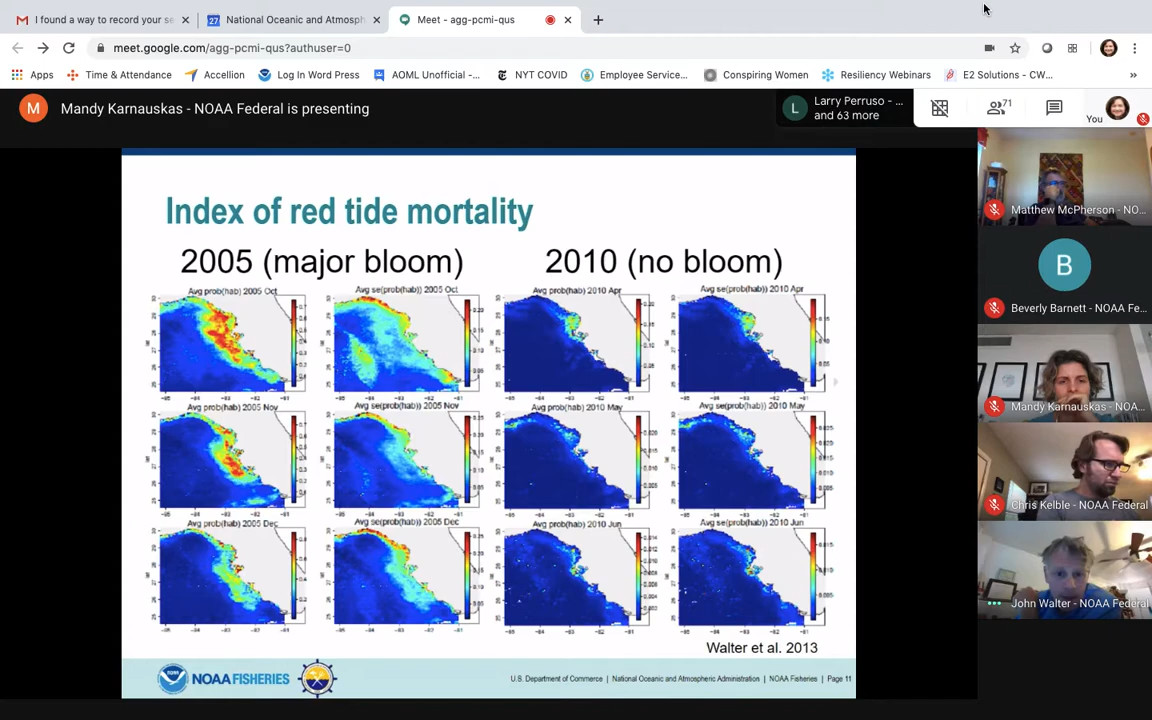 I found a way to record your se
National Oceanic and Atmosph
Meet - agg-pcmi-qus
meet.google.com/agg-pcmi-qus?authuser=0
Apps
Time & Attendance
Accellion
Log In Word Press
AOML Unofficial -...
NYT COVID
Employee Service...
Conspiring Women
Resiliency Webinars
E2 Solutions - CW...
M
Mandy Karnauskas - NOAA Federal is presenting
L
Larry Perruso - ...
and 63 more
71
You
Index of red tide mortality
2005 (major bloom)
2010 (no bloom)
Avg prob(hab) 2005 Oct
Avg se(prob(hab)) 2005 Oct
Avg prob(hab) 2010 Apr
Avg se(prob(hab)) 2010 Apr
Avg prob(hab) 2005 Nov
Avg se(prob(hab)) 2005 Nov
Avg prob(hab) 2010 May
Avg se(prob(hab)) 2010 May
Avg prob(hab) 2005 Dec
Avg se(prob(hab)) 2005 Dec
Avg prob(hab) 2010 Jun
Avg se(prob(hab)) 2010 Jun
Walter et al. 2013
NOAA FISHERIES
U.S. Department of Commerce | National Oceanic and Atmospheric Administration | NOAA Fisheries | Page 11
Matthew McPherson - NO...
B
Beverly Barnett - NOAA Fe...
Mandy Karnauskas - NOA...
Chris Kelble - NOAA Federal
John Walter - NOAA Federal